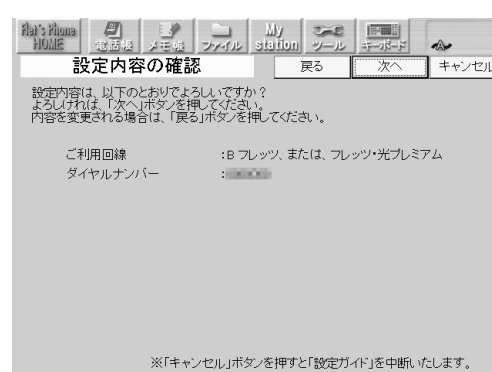 Flet's Phone HOME 電話帳 メモ帳 ファイル My station ツール キーボード
設定内容の確認 戻る 次へ キャンセル
設定内容は、以下のとおりでよろしいですか？
よろしければ、「次へ」ボタンを押してください。
内容を変更される場合は、「戻る」ボタンを押してください。
ご利用回線 :B フレッツ、または、フレッツ・光プレミアム
ダイヤルナンバー :
※「キャンセル」ボタンを押すと「設定ガイド」を中断いたします。